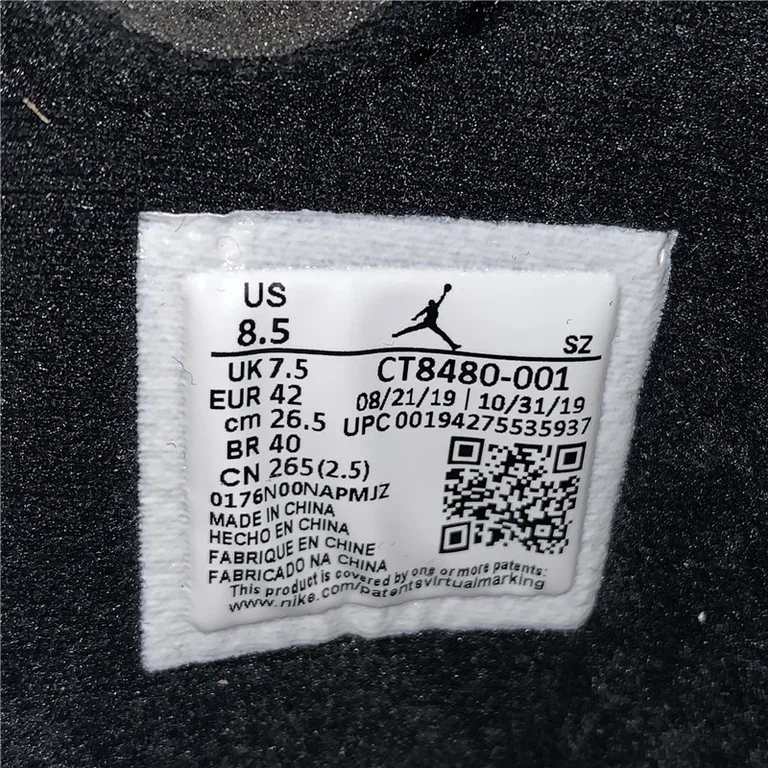 US
8.5
SZ
UK 7.5
EUR 42
cm 26.5
BR 40
CN 265 (2.5)
CT8480-001
08/21/19 | 10/31/19
UPC 00194275535937
0176N00NAPMJZ
MADE IN CHINA
HECHO EN CHINA
FABRIQUE EN CHINE
FABRICADO NA CHINA
This product is covered by one or more patents:
www.nike.com/patentsvirtualmarking